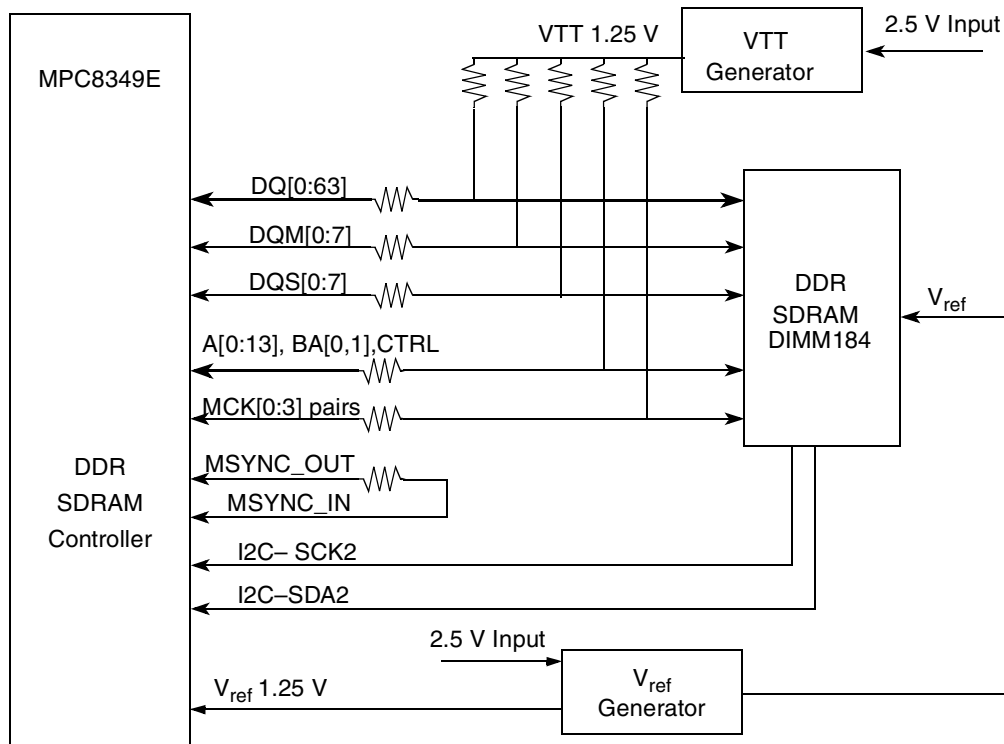 VTT 1.25 V
VTT
Generator
2.5 V Input
MPC8349E
DQ[0:63]
DQM[0:7]
DQS[0:7]
A[0:13], BA[0,1],CTRL
MCK[0:3] pairs
MSYNC_OUT
MSYNC_IN
I2C– SCK2
I2C–SDA2
DDR
SDRAM
Controller
DDR
SDRAM
DIMM184
Vref
2.5 V Input
Vref 1.25 V
Vref
Generator